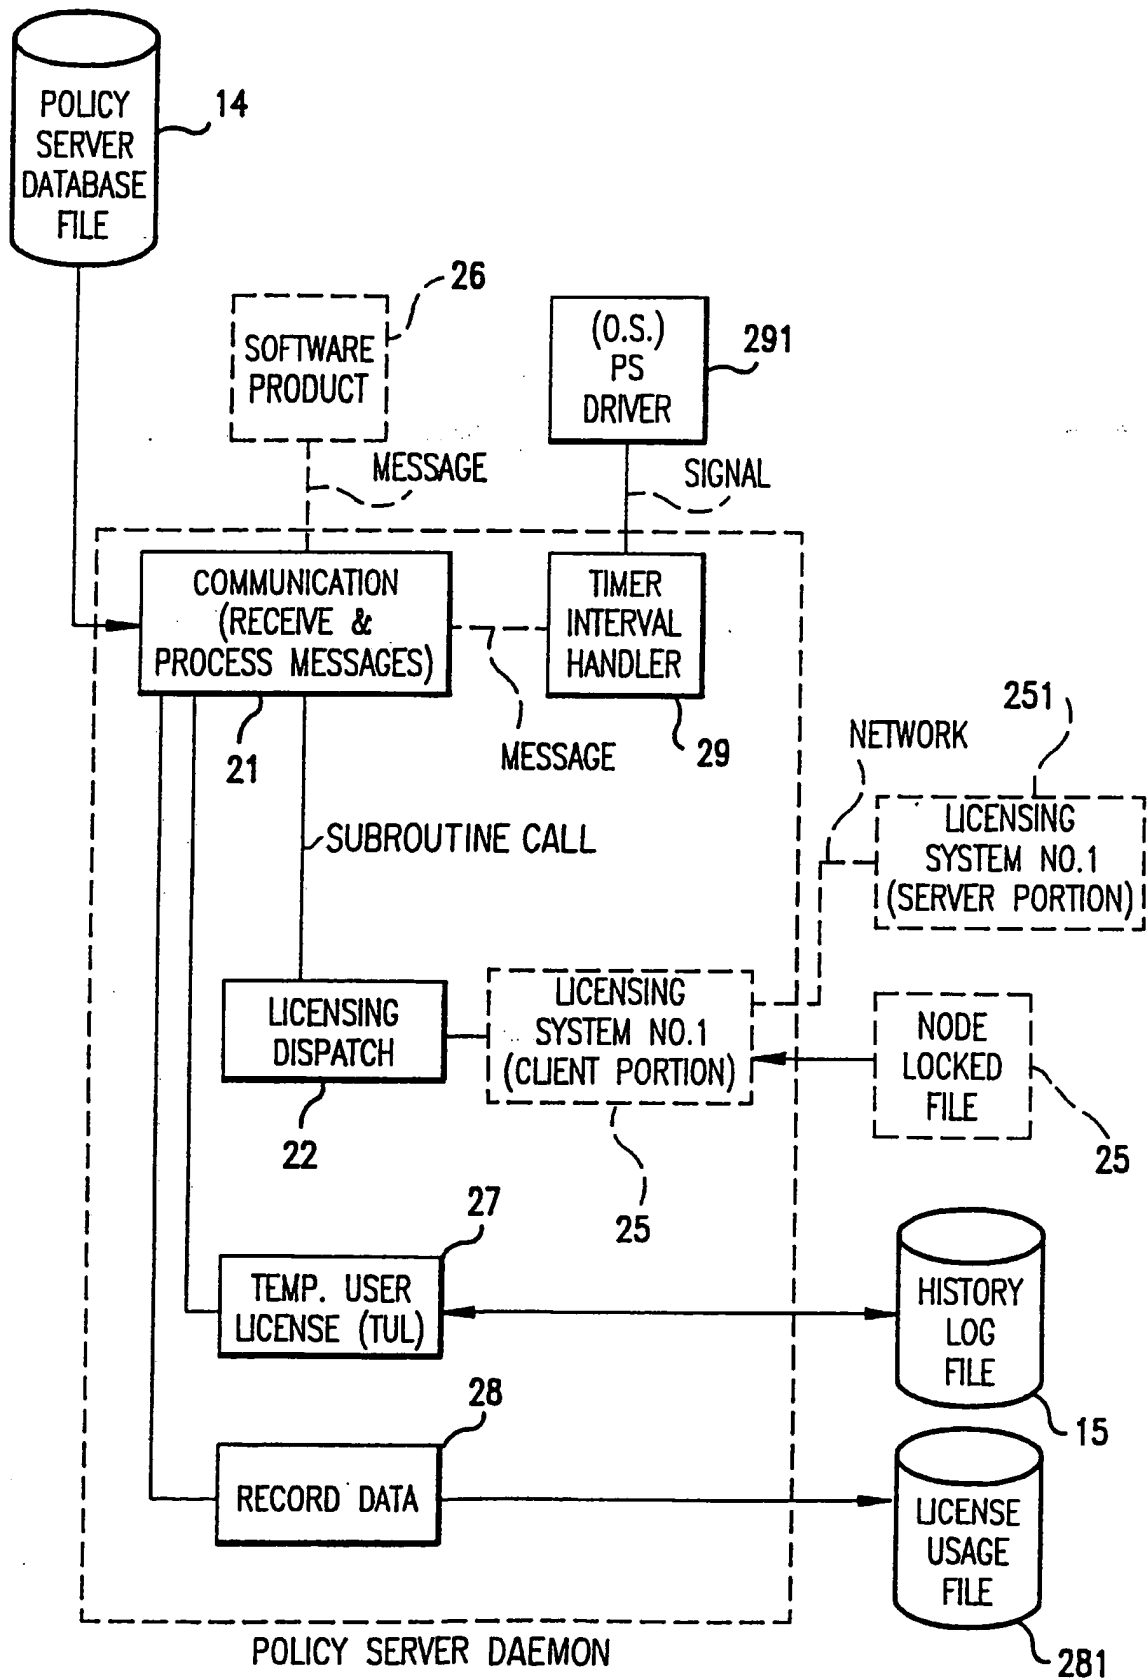 POLICY
SERVER
DATABASE
FILE
14
SOFTWARE
PRODUCT
26
(O.S.)
PS
DRIVER
291
MESSAGE
SIGNAL
COMMUNICATION
(RECEIVE &
PROCESS MESSAGES)
21
TIMER
INTERVAL
HANDLER
29
MESSAGE
NETWORK
251
LICENSING
SYSTEM NO.1
(SERVER PORTION)
SUBROUTINE CALL
LICENSING
DISPATCH
22
LICENSING
SYSTEM NO.1
(CLIENT PORTION)
25
NODE
LOCKED
FILE
25
27
TEMP. USER
LICENSE (TUL)
HISTORY
LOG
FILE
15
28
RECORD DATA
LICENSE
USAGE
FILE
281
POLICY SERVER DAEMON